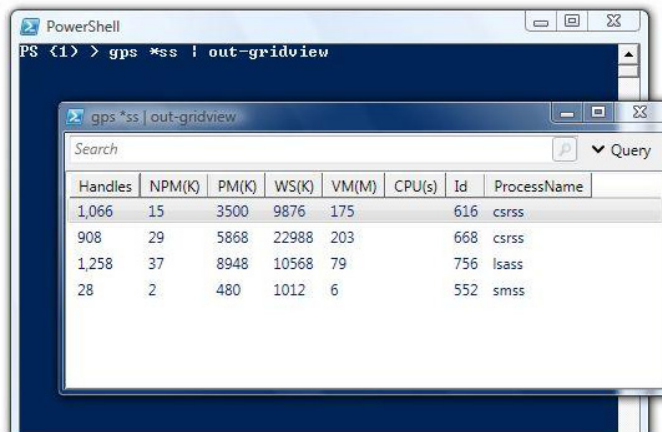 PowerShell
PS (1) > gps *ss | out-gridview
gps *ss | out-gridview
Search
Query
Handles NPM(K) PM(K) WS(K) VM(M) CPU(s) Id ProcessName
1,066 15 3500 9876 175 616 csrss
908 29 5868 22988 203 668 csrss
1,258 37 8948 10568 79 756 lsass
28 2 480 1012 6 552 smss